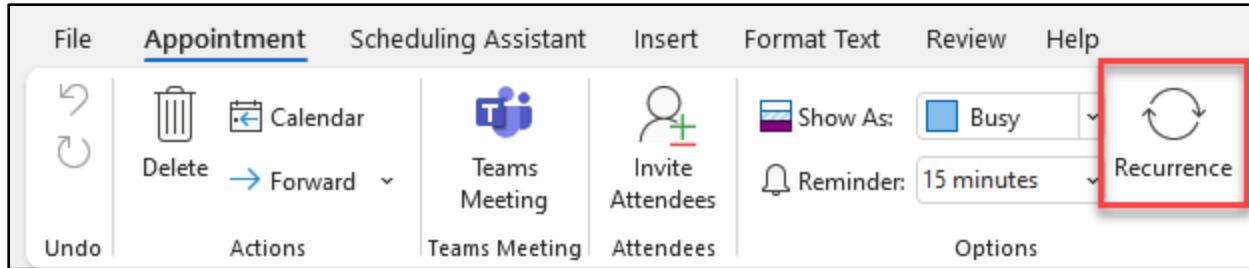 File Appointment Scheduling Assistant Insert Format Text Review Help
Delete
Calendar
Forward
Undo
Actions
T
Teams
Meeting
Teams Meeting
Invite
Attendees
Attendees
Show As: Busy
Reminder: 15 minutes
Recurrence
Options